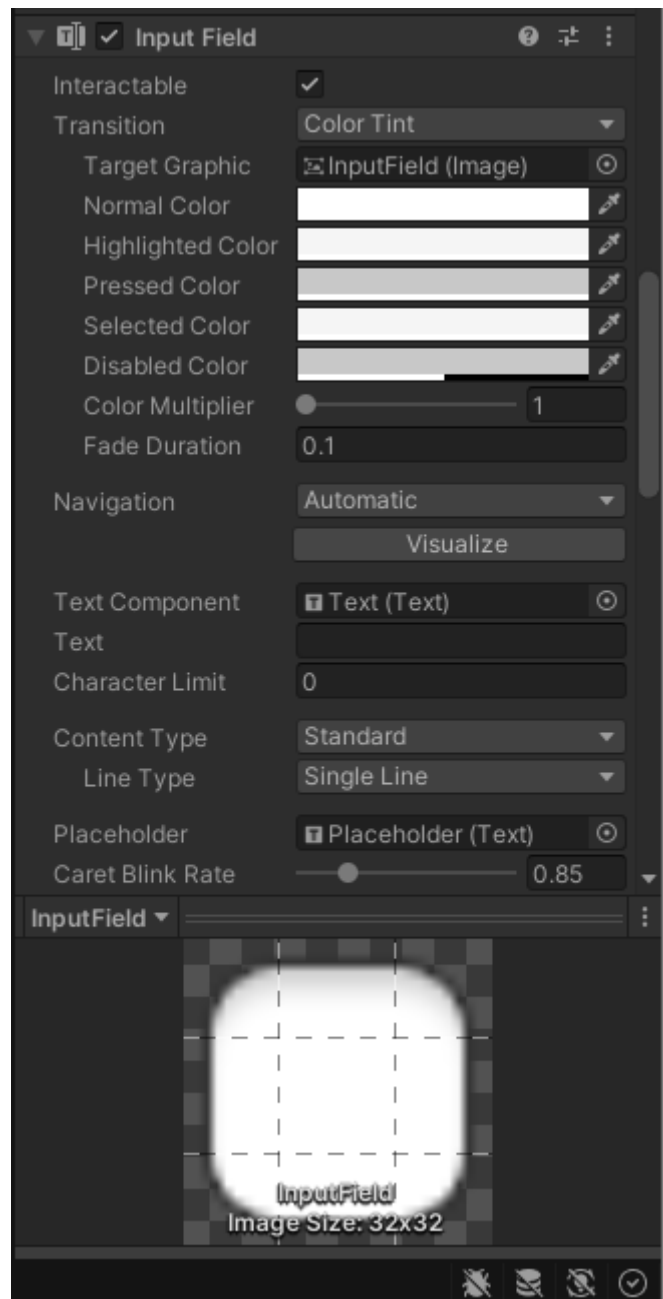 Input Field
Interactable
Transition Color Tint
Target Graphic InputField (Image)
Normal Color
Highlighted Color
Pressed Color
Selected Color
Disabled Color
Color Multiplier 1
Fade Duration 0.1
Navigation Automatic
Visualize
Text Component Text (Text)
Text
Character Limit 0
Content Type Standard
Line Type Single Line
Placeholder Placeholder (Text)
Caret Blink Rate 0.85
InputField
InputField
Image Size: 32x32